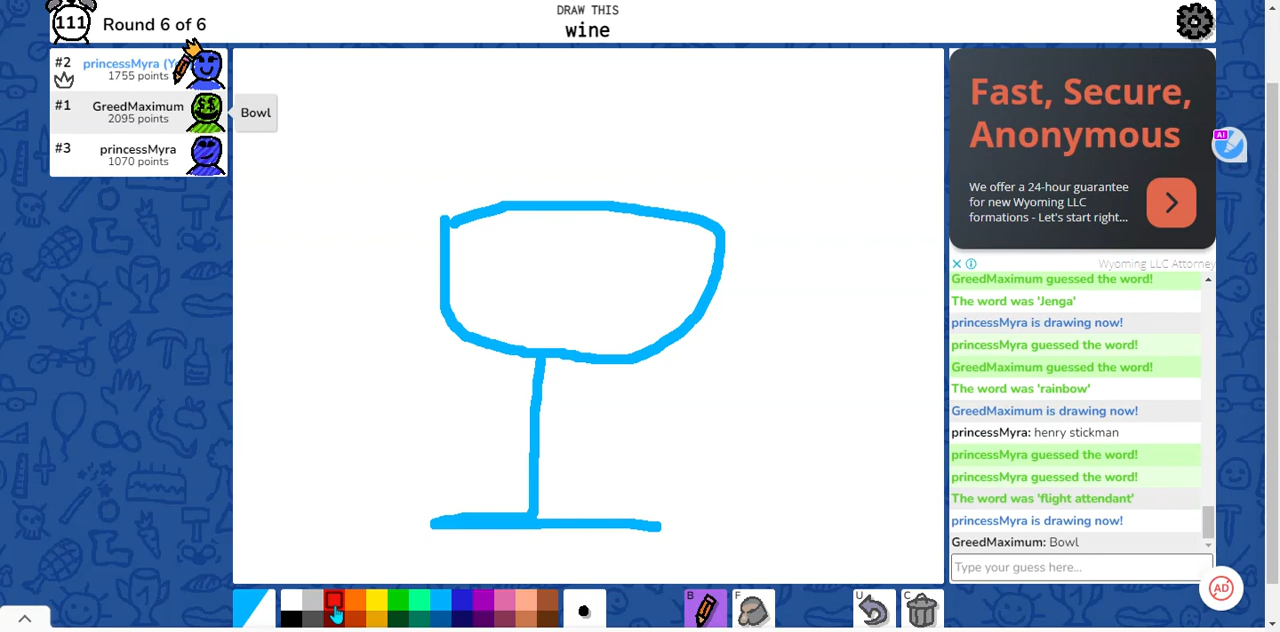 111
Round 6 of 6
DRAW THIS
wine
#2
princessMyra (Yo
1755 points
#1
GreedMaximum
2095 points
Bowl
#3
princessMyra
1070 points
Fast, Secure,
Anonymous
We offer a 24-hour guarantee
for new Wyoming LLC
formations - Let's start right...
AI
Wyoming LLC Attorney
GreedMaximum guessed the word!
The word was 'Jenga'
princessMyra is drawing now!
princessMyra guessed the word!
GreedMaximum guessed the word!
The word was 'rainbow'
GreedMaximum is drawing now!
princessMyra: henry stickman
princessMyra guessed the word!
princessMyra guessed the word!
The word was 'flight attendant'
princessMyra is drawing now!
GreedMaximum: Bowl
Type your guess here...
AD
B
F
U
C